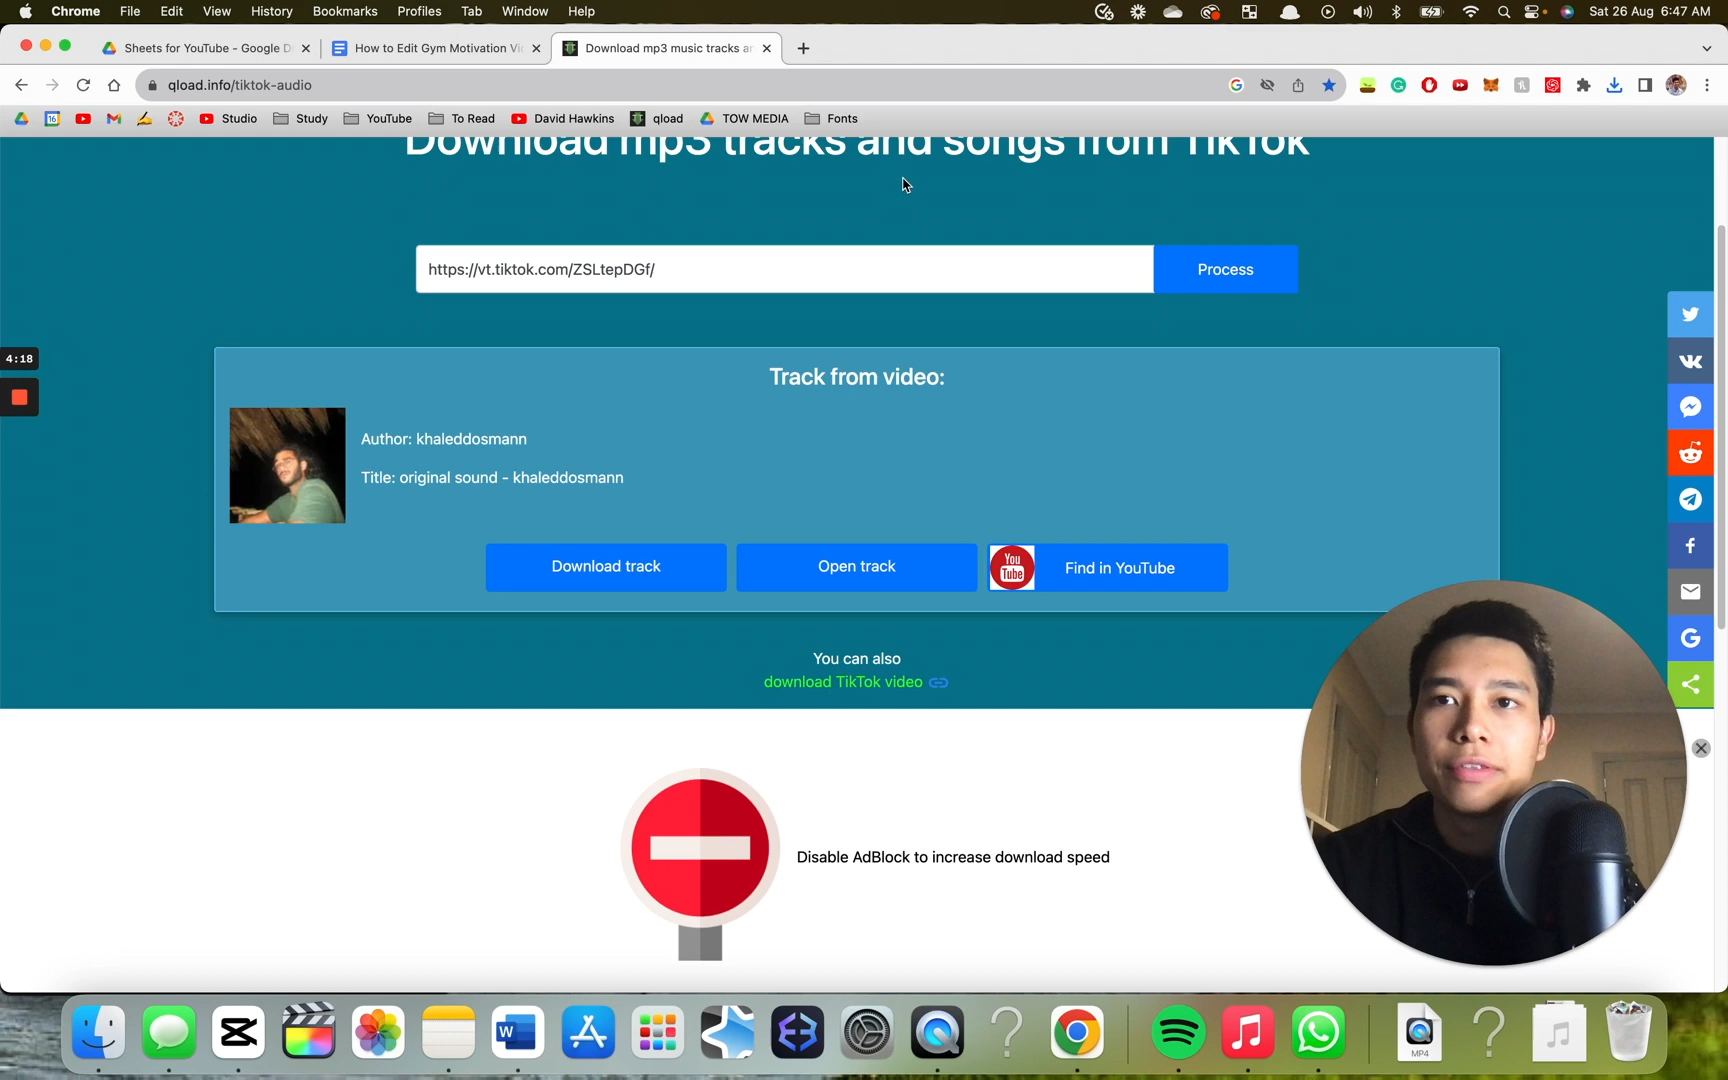 Chrome File Edit View History Bookmarks Profiles Tab Window Help Sat 26 Aug 6:47 AM
Sheets for YouTube - Google D How to Edit Gym Motivation Vi Download mp3 music tracks ar
qload.info/tiktok-audio
16 Studio Study YouTube To Read David Hawkins qload TOW MEDIA Fonts
Download mp3 tracks and songs from TikTok
https://vt.tiktok.com/ZSLtepDGf/ Process
4:18
Track from video:
Author: khaleddosmann
Title: original sound - khaleddosmann
Download track Open track You Tube Find in YouTube
You can also
download TikTok video
Disable AdBlock to increase download speed
MP4